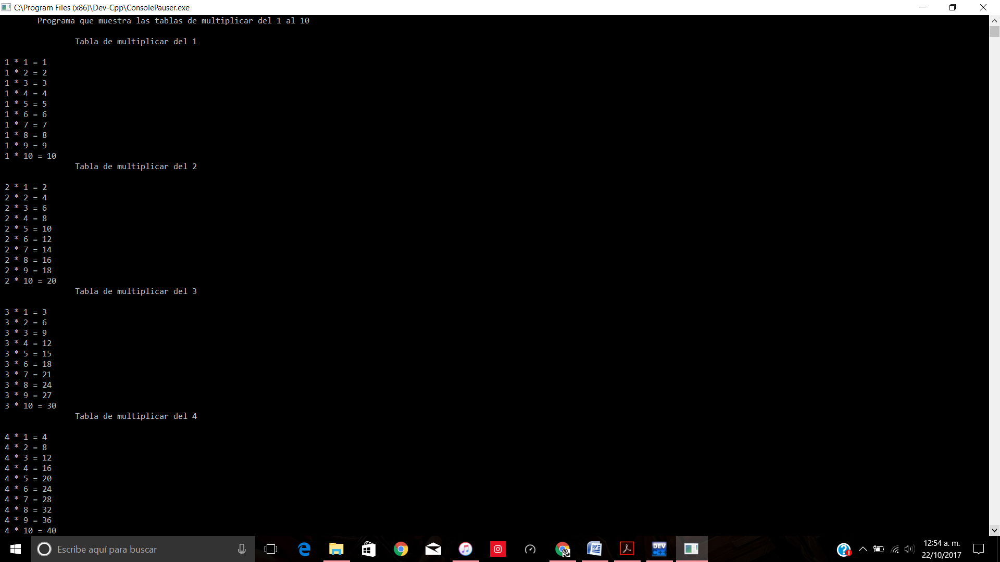 C:\Program Files (x86)\Dev-Cpp\ConsolePauser.exe
Programa que muestra las tablas de multiplicar del 1 al 10
Tabla de multiplicar del 1
1 * 1 = 1
1 * 2 = 2
1 * 3 = 3
1 * 4 = 4
1 * 5 = 5
1 * 6 = 6
1 * 7 = 7
1 * 8 = 8
1 * 9 = 9
1 * 10 = 10
Tabla de multiplicar del 2
2 * 1 = 2
2 * 2 = 4
2 * 3 = 6
2 * 4 = 8
2 * 5 = 10
2 * 6 = 12
2 * 7 = 14
2 * 8 = 16
2 * 9 = 18
2 * 10 = 20
Tabla de multiplicar del 3
3 * 1 = 3
3 * 2 = 6
3 * 3 = 9
3 * 4 = 12
3 * 5 = 15
3 * 6 = 18
3 * 7 = 21
3 * 8 = 24
3 * 9 = 27
3 * 10 = 30
Tabla de multiplicar del 4
4 * 1 = 4
4 * 2 = 8
4 * 3 = 12
4 * 4 = 16
4 * 5 = 20
4 * 6 = 24
4 * 7 = 28
4 * 8 = 32
4 * 9 = 36
4 * 10 = 40
Escribe aquí para buscar
DEV
C++
12:54 a. m.
22/10/2017